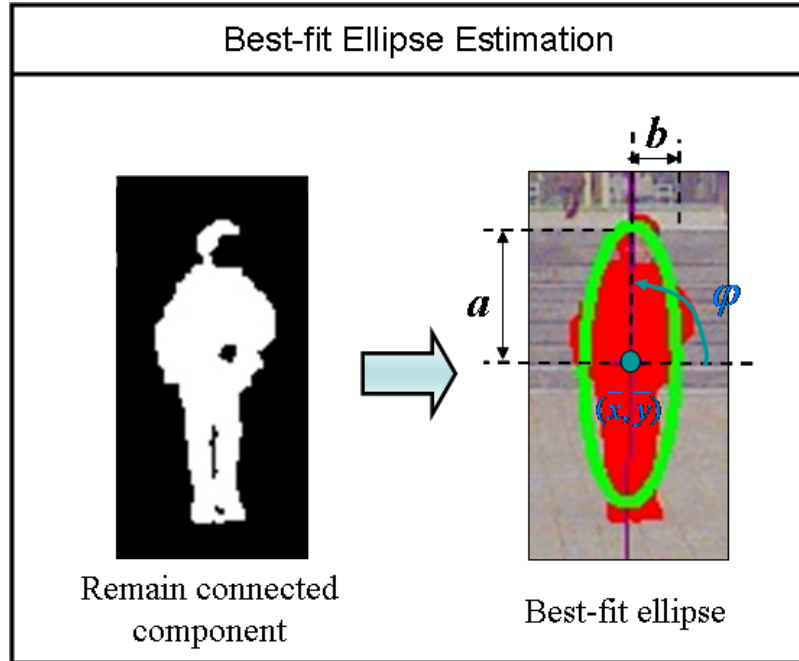 Best-fit Ellipse Estimation
b
a
φ
(x̅, y̅)
Remain connected
component
Best-fit ellipse